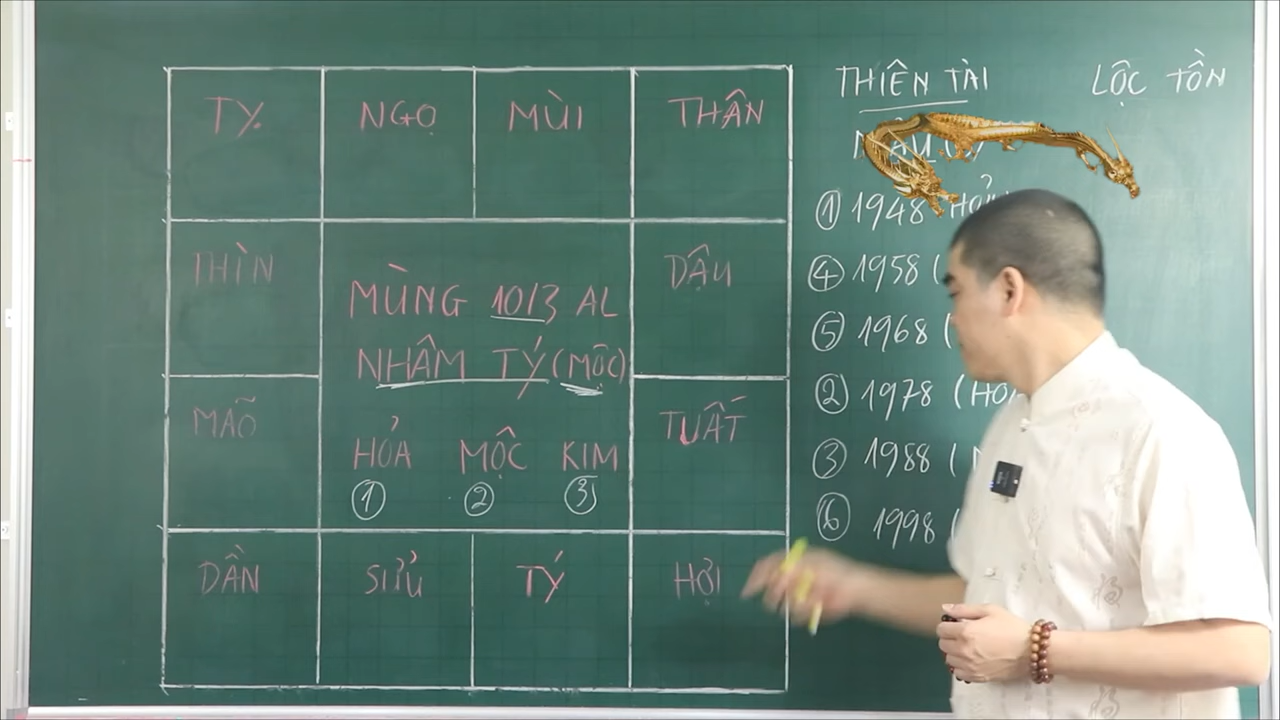 TỴ NGỌ MÙI THÂN
THÌN DẬU
MÙNG 10/3 AL
NHÂM TÝ (MỘC)
MÃO TUẤT
HỎA MỘC KIM
① ② ③
DẦN SỬU TÝ HỢI
THIÊN TÀI LỘC TỒN
① 1948
④ 1958 (
⑤ 1968 (
② 1978 (HỎA
③ 1988 (
⑥ 1998 (